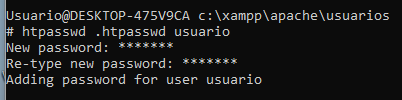 Usuario@DESKTOP-475V9CA c:\xampp\apache\usuarios
# htpasswd .htpasswd usuario
New password: *******
Re-type new password: *******
Adding password for user usuario